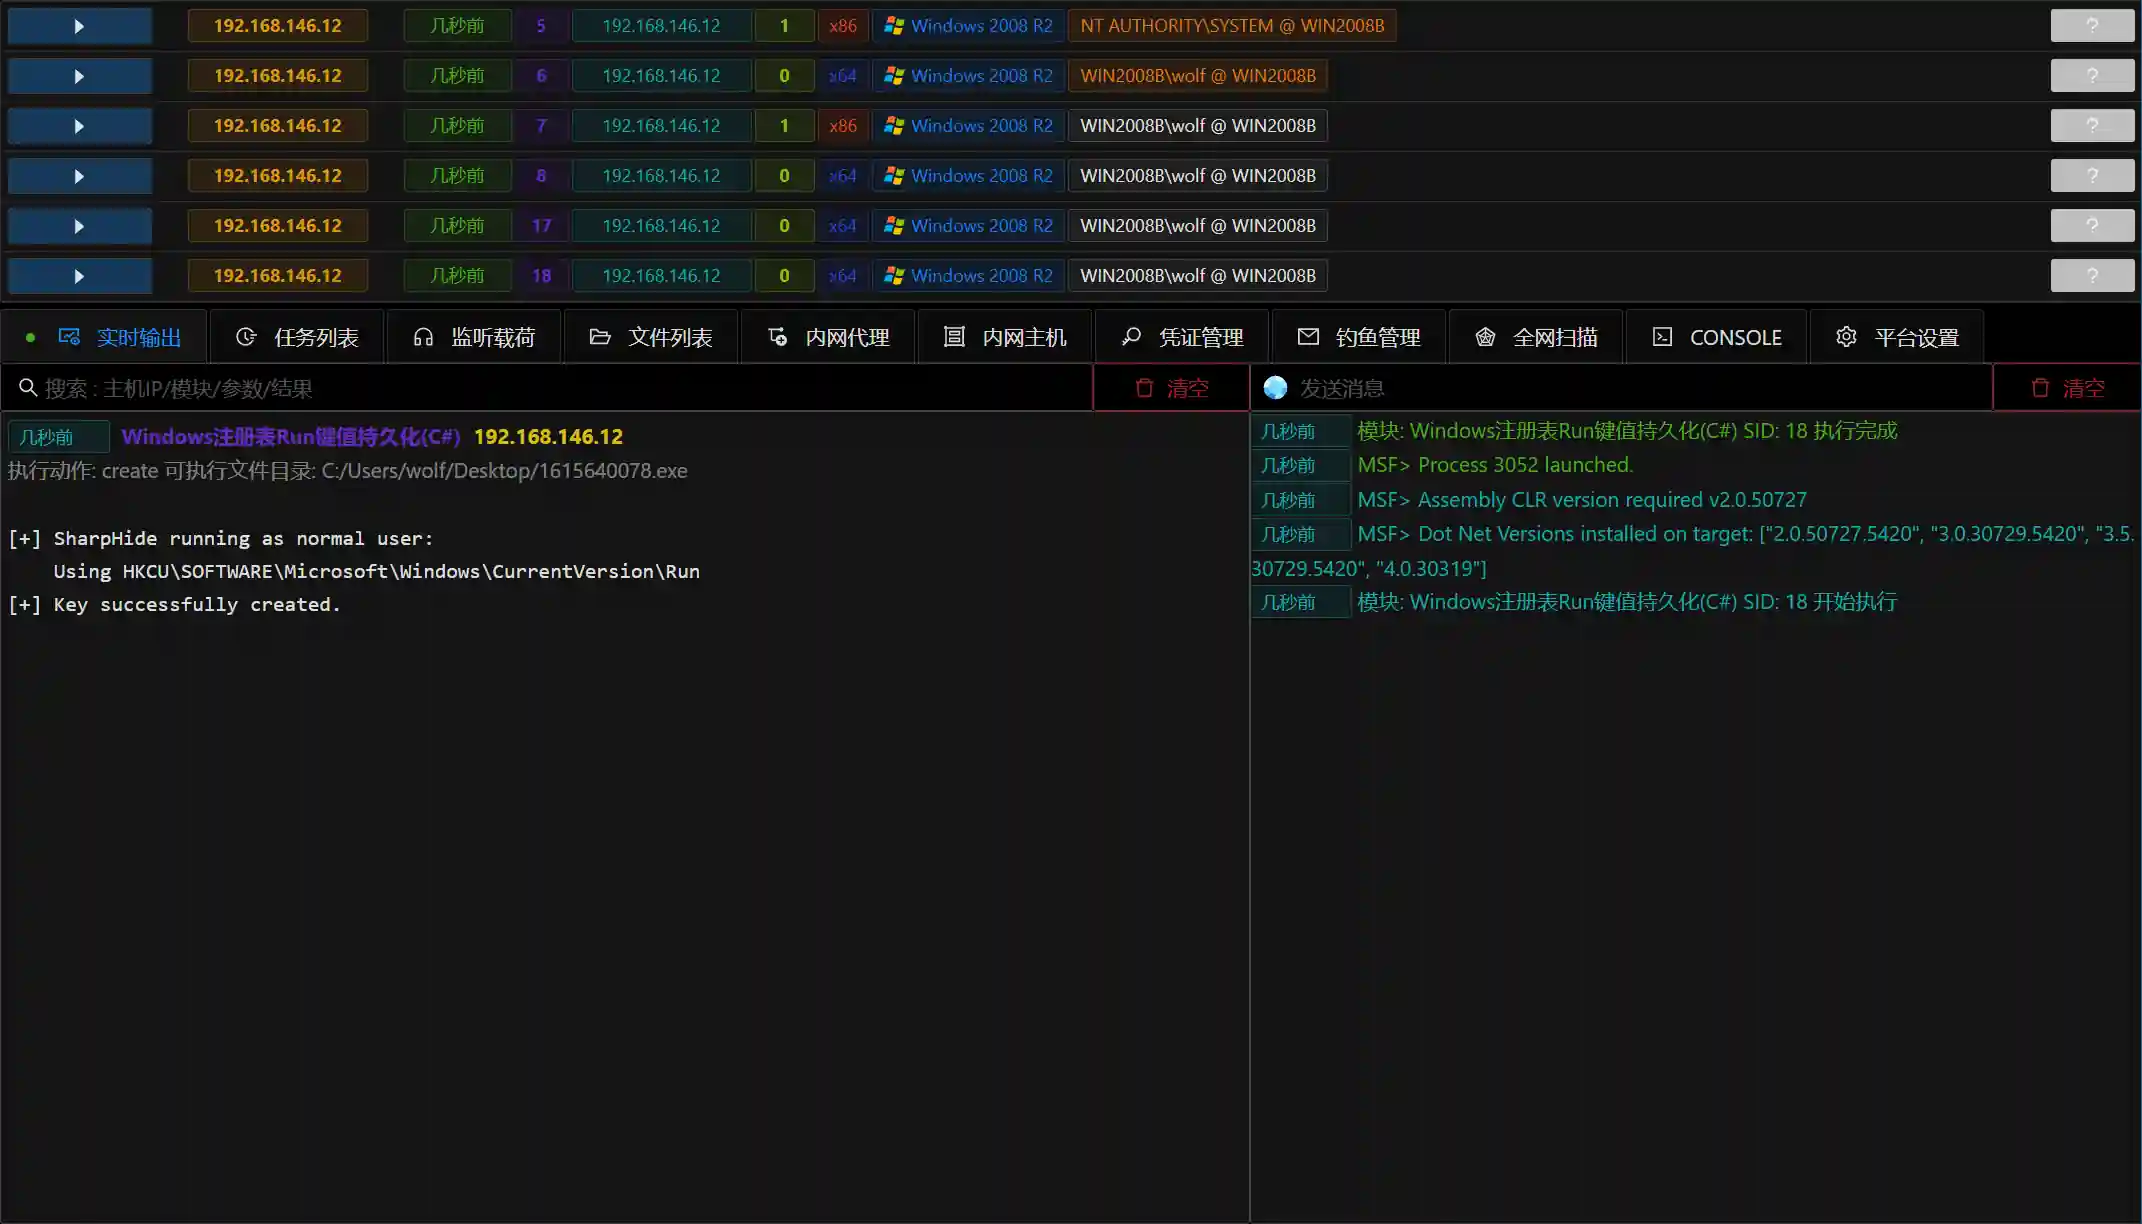 192.168.146.12 几秒前 5 192.168.146.12 1 x86 Windows 2008 R2 NT AUTHORITY\SYSTEM @ WIN2008B ?
192.168.146.12 几秒前 6 192.168.146.12 0 x64 Windows 2008 R2 WIN2008B\wolf @ WIN2008B ?
192.168.146.12 几秒前 7 192.168.146.12 1 x86 Windows 2008 R2 WIN2008B\wolf @ WIN2008B ?
192.168.146.12 几秒前 8 192.168.146.12 0 x64 Windows 2008 R2 WIN2008B\wolf @ WIN2008B ?
192.168.146.12 几秒前 17 192.168.146.12 0 x64 Windows 2008 R2 WIN2008B\wolf @ WIN2008B ?
192.168.146.12 几秒前 18 192.168.146.12 0 x64 Windows 2008 R2 WIN2008B\wolf @ WIN2008B ?
实时输出 任务列表 监听载荷 文件列表 内网代理 内网主机 凭证管理 钓鱼管理 全网扫描 CONSOLE 平台设置
搜索 : 主机IP/模块/参数/结果 清空
几秒前 Windows注册表Run键值持久化(C#) 192.168.146.12
执行动作: create 可执行文件目录: C:/Users/wolf/Desktop/1615640078.exe
[+] SharpHide running as normal user:
Using HKCU\SOFTWARE\Microsoft\Windows\CurrentVersion\Run
[+] Key successfully created.
发送消息 清空
几秒前 模块: Windows注册表Run键值持久化(C#) SID: 18 执行完成
几秒前 MSF> Process 3052 launched.
几秒前 MSF> Assembly CLR version required v2.0.50727
几秒前 MSF> Dot Net Versions installed on target: ["2.0.50727.5420", "3.0.30729.5420", "3.5.
30729.5420", "4.0.30319"]
几秒前 模块: Windows注册表Run键值持久化(C#) SID: 18 开始执行